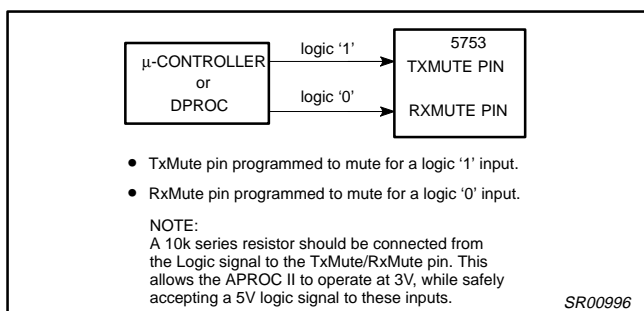 μ-CONTROLLER
or
DPROC
logic ‘1’
logic ‘0’
5753
TXMUTE PIN
RXMUTE PIN
• TxMute pin programmed to mute for a logic ‘1’ input.
• RxMute pin programmed to mute for a logic ‘0’ input.
NOTE:
A 10k series resistor should be connected from
the Logic signal to the TxMute/RxMute pin. This
allows the APROC II to operate at 3V, while safely
accepting a 5V logic signal to these inputs.
SR00996